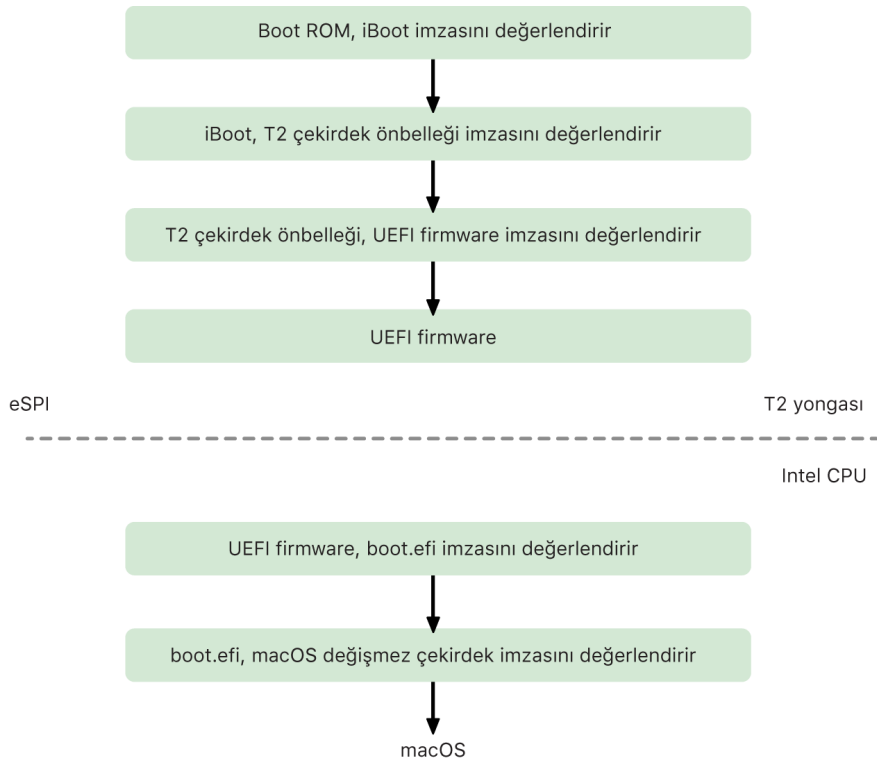 Boot ROM, iBoot imzasını değerlendirir
iBoot, T2 çekirdek önbelleği imzasını değerlendirir
T2 çekirdek önbelleği, UEFI firmware imzasını değerlendirir
UEFI firmware
eSPI
T2 yongası
Intel CPU
UEFI firmware, boot.efi imzasını değerlendirir
boot.efi, macOS değişmez çekirdek imzasını değerlendirir
macOS